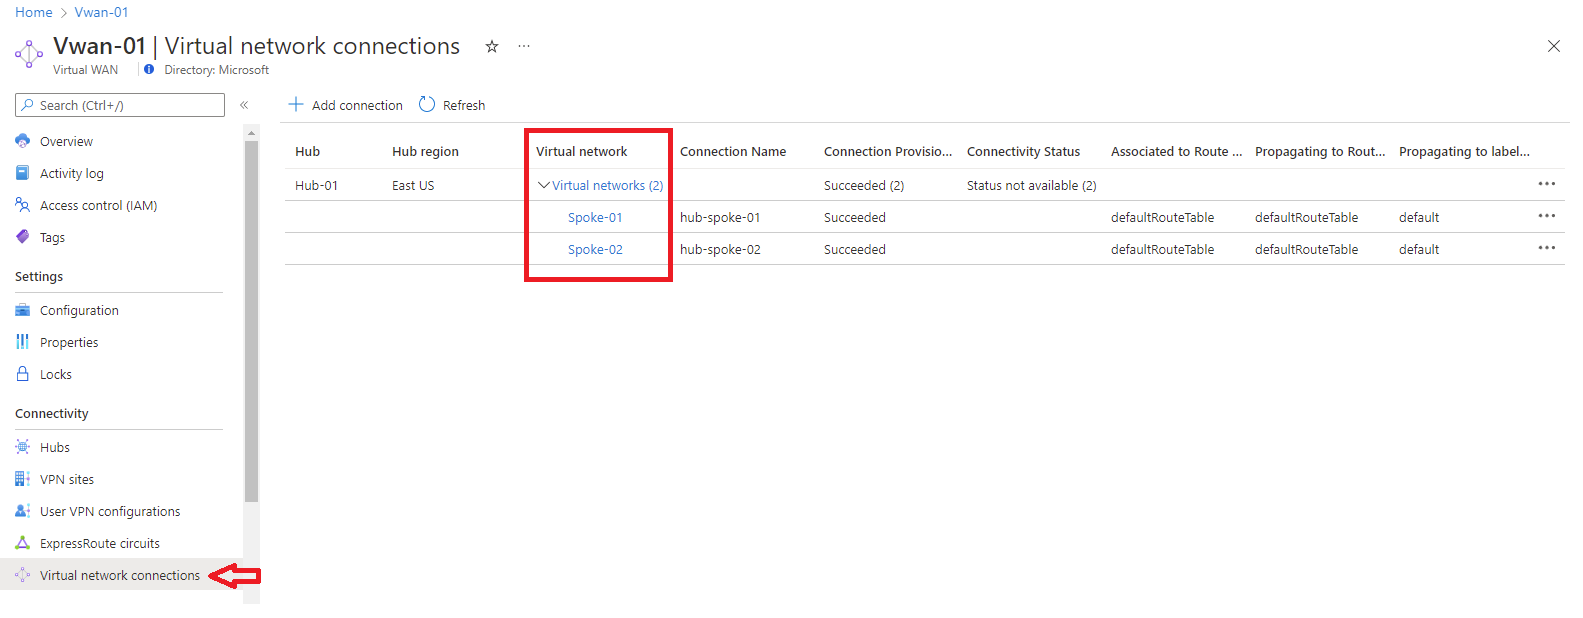 Home > Vwan-01
Vwan-01 | Virtual network connections
Virtual WAN
Directory: Microsoft
Search (Ctrl+/)
Overview
Activity log
Access control (IAM)
Tags
Settings
Configuration
Properties
Locks
Connectivity
Hubs
VPN sites
User VPN configurations
ExpressRoute circuits
Virtual network connections
Add connection Refresh
Hub Hub region Virtual network Connection Name Connection Provisio... Connectivity Status Associated to Route ... Propagating to Rout... Propagating to label...
Hub-01 East US Virtual networks (2) Succeeded (2) Status not available (2)
Spoke-01 hub-spoke-01 Succeeded defaultRouteTable defaultRouteTable default
Spoke-02 hub-spoke-02 Succeeded defaultRouteTable defaultRouteTable default